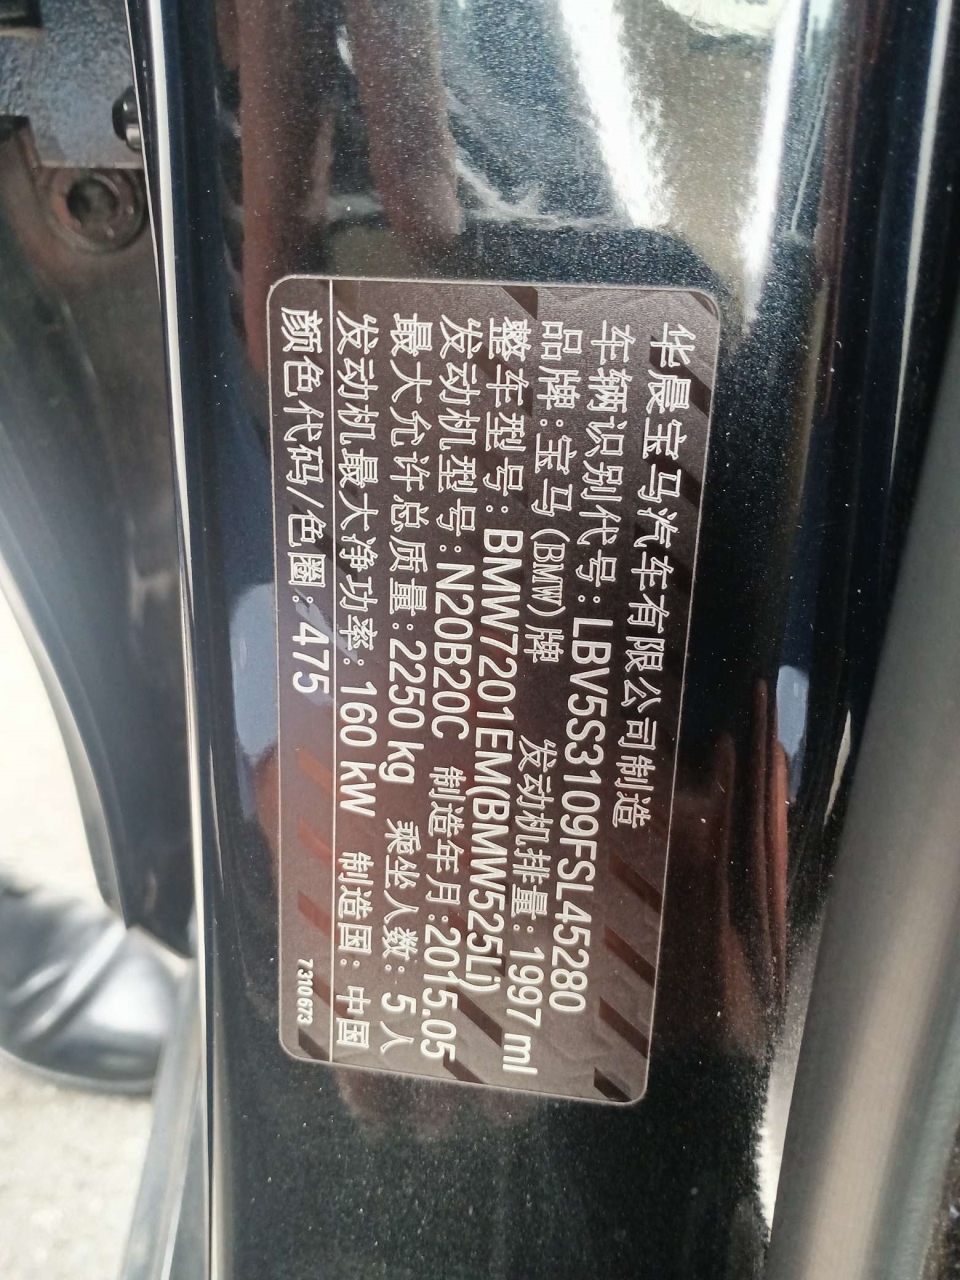 华晨宝马汽车有限公司制造
车辆识别代号:LBV5S3109FSL45280
品牌:宝马(BMW)牌 发动机排量:1997 ml
整车型号:BMW7201EM(BMW525Li)
发动机型号:N20B20C 制造年月:2015.05
最大允许总质量:2250 kg 乘坐人数:5人
发动机最大净功率:160 kW 制造国:中国
颜色代码/色圈:475 7310673